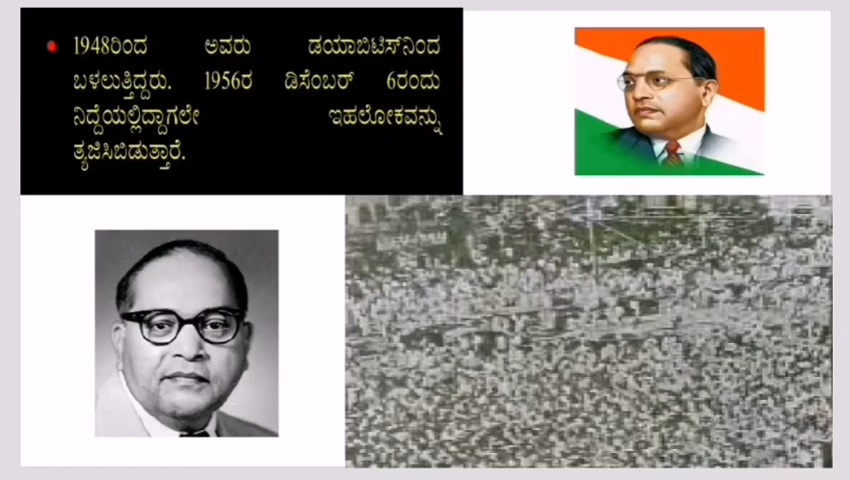 1948ರಿಂದ ಅವರು ಡಯಾಬಿಟಿಸ್‌ನಿಂದ
ಬಳಲುತ್ತಿದ್ದರು. 1956ರ ಡಿಸೆಂಬರ್ 6ರಂದು
ನಿದ್ದೆಯಲ್ಲಿದ್ದಾಗಲೇ ಇಹಲೋಕವನ್ನು
ತ್ಯಜಿಸಿಬಿಡುತ್ತಾರೆ.